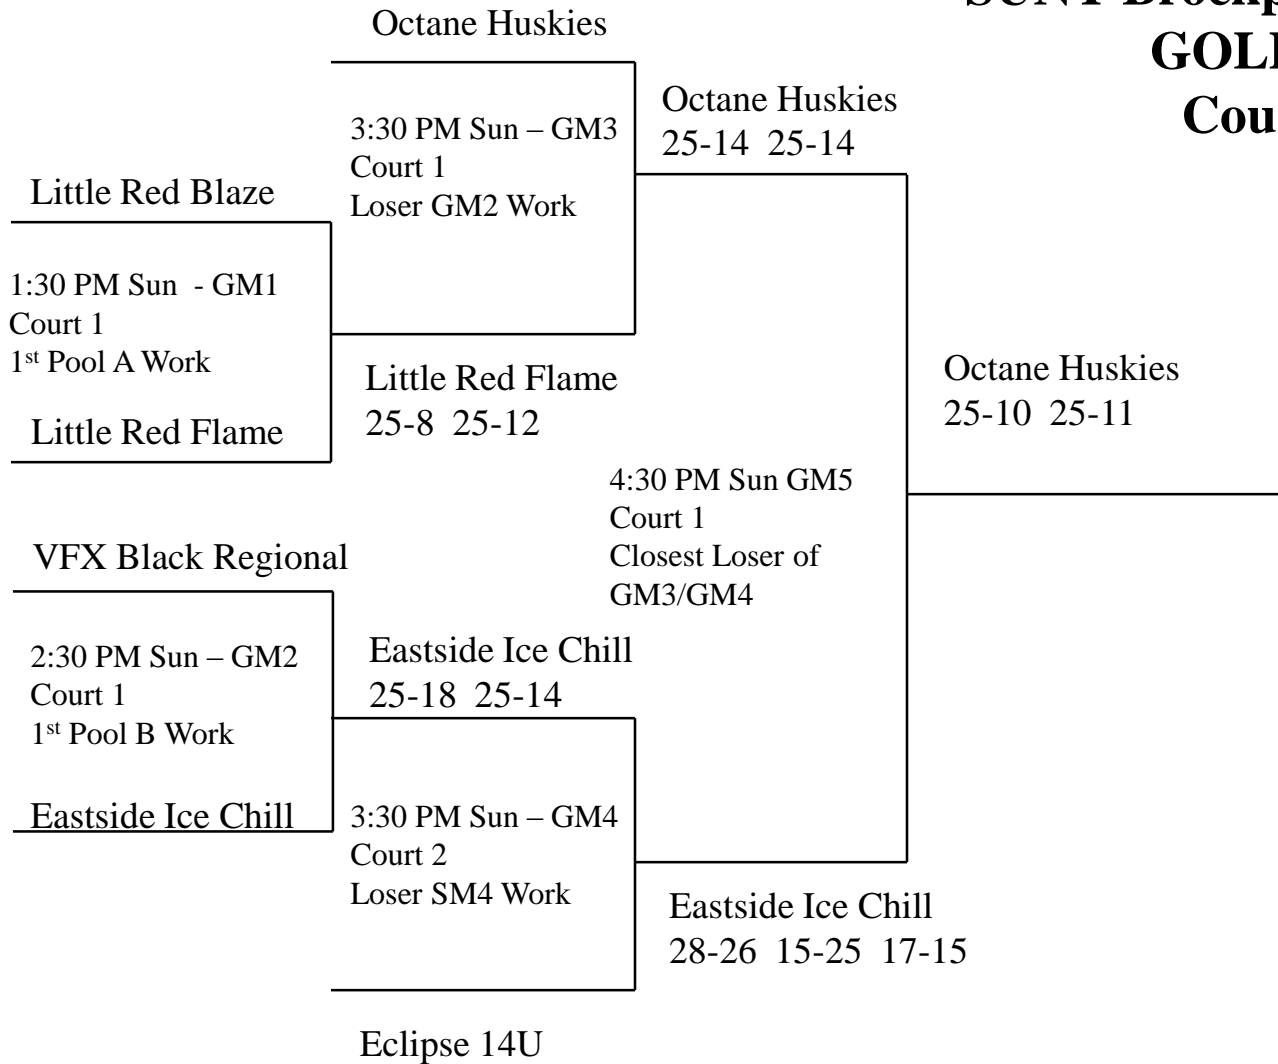 Octane Huskies
GOL
Cou
Octane Huskies
25-14 25-14
3:30 PM Sun – GM3
Court 1
Loser GM2 Work
Little Red Blaze
1:30 PM Sun - GM1
Court 1
1st Pool A Work
Little Red Flame
25-8 25-12
Octane Huskies
25-10 25-11
Little Red Flame
4:30 PM Sun GM5
Court 1
Closest Loser of
GM3/GM4
VFX Black Regional
2:30 PM Sun – GM2
Court 1
1st Pool B Work
Eastside Ice Chill
25-18 25-14
Eastside Ice Chill
3:30 PM Sun – GM4
Court 2
Loser SM4 Work
Eastside Ice Chill
28-26 15-25 17-15
Eclipse 14U